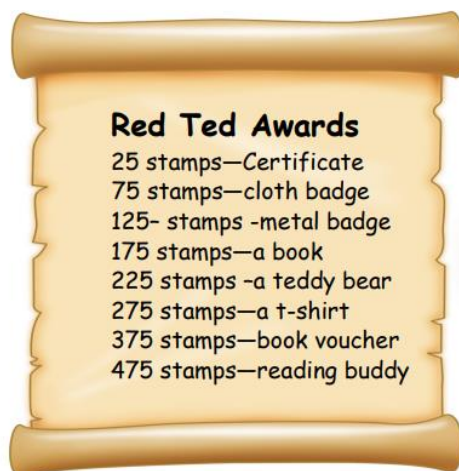 Red Ted Awards
25 stamps—Certificate
75 stamps—cloth badge
125– stamps -metal badge
175 stamps—a book
225 stamps –a teddy bear
275 stamps—a t-shirt
375 stamps—book voucher
475 stamps—reading buddy